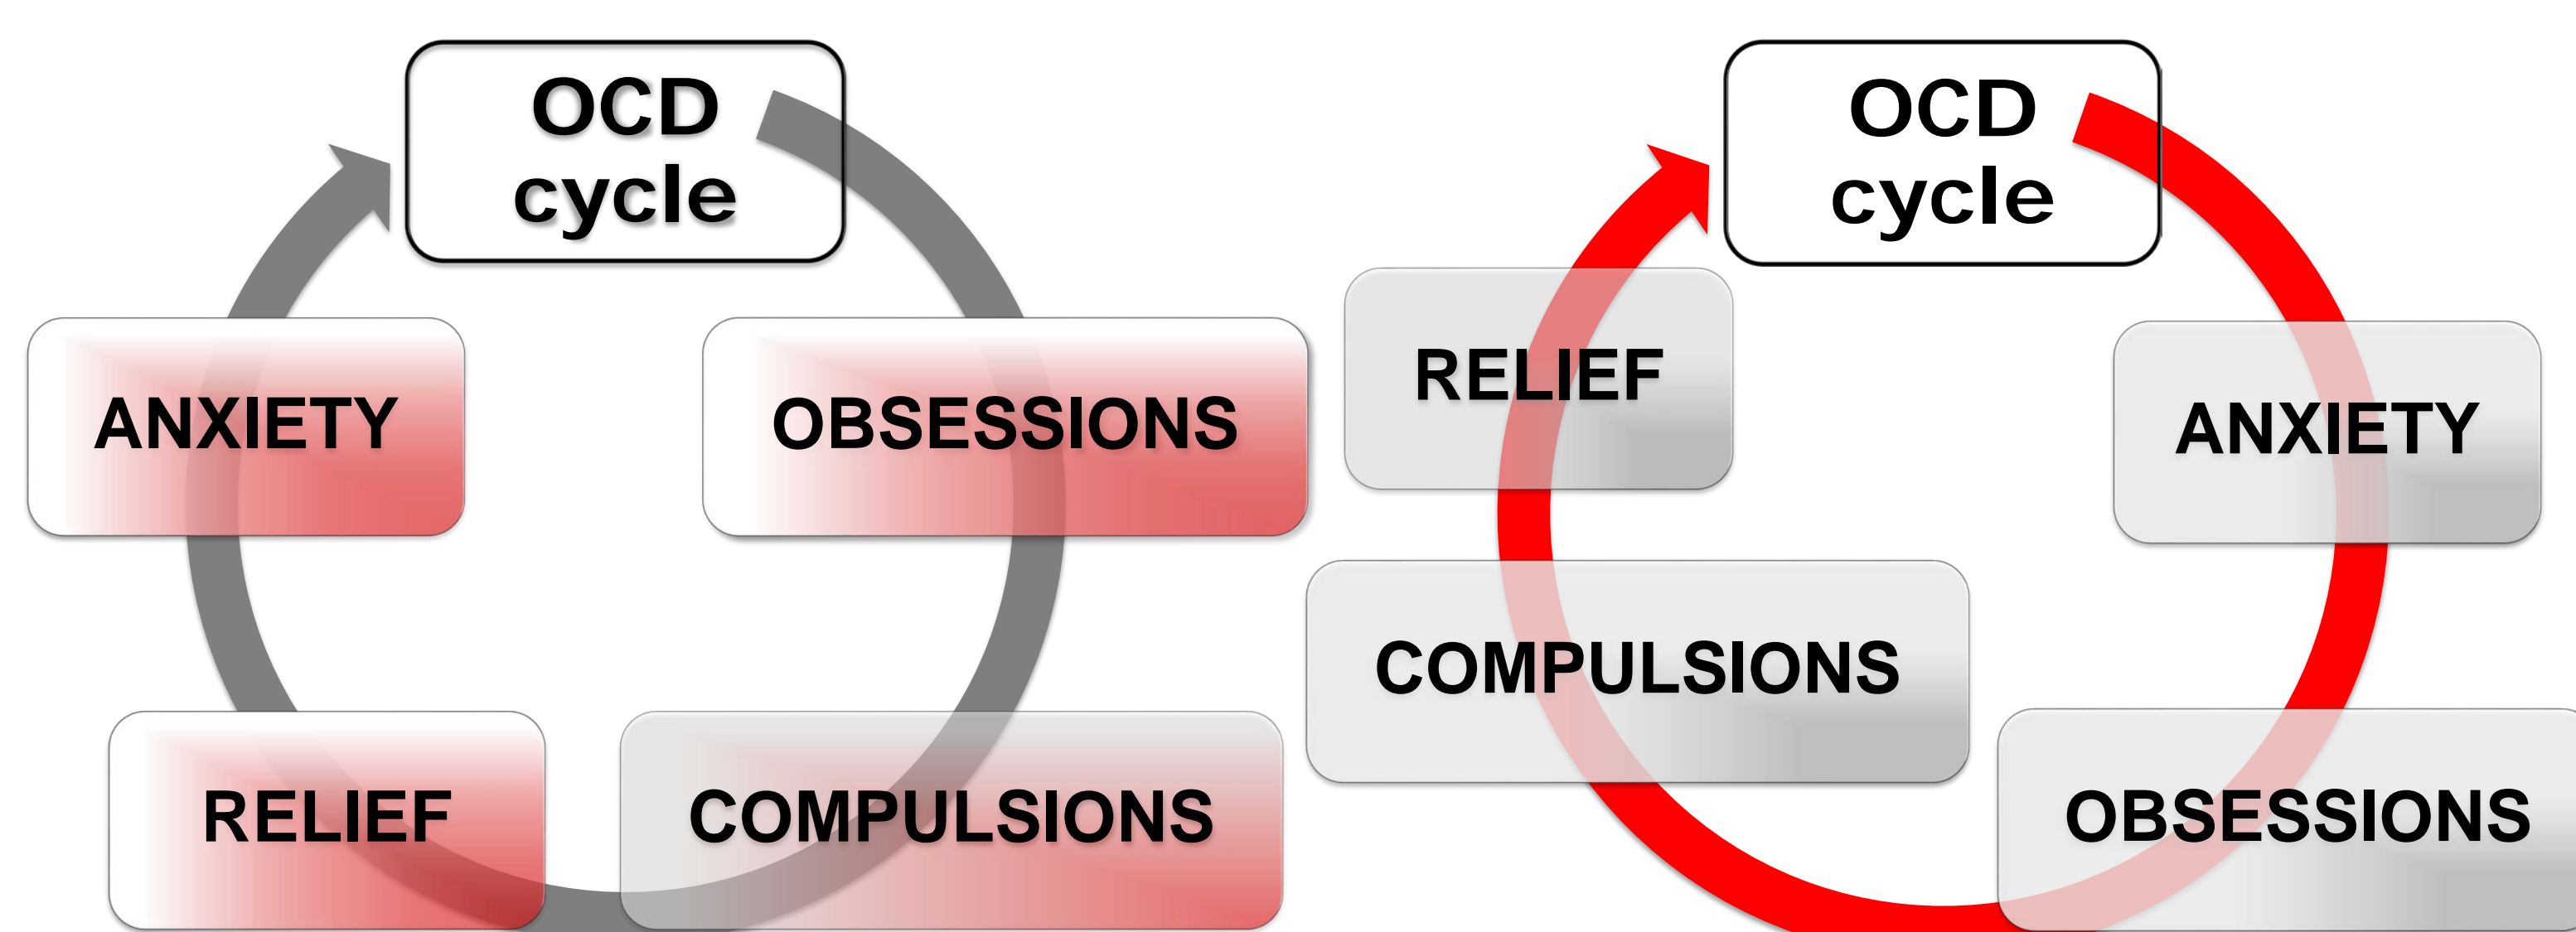 OCD
cycle
ANXIETY
OBSESSIONS
RELIEF
COMPULSIONS
OCD
cycle
RELIEF
ANXIETY
COMPULSIONS
OBSESSIONS